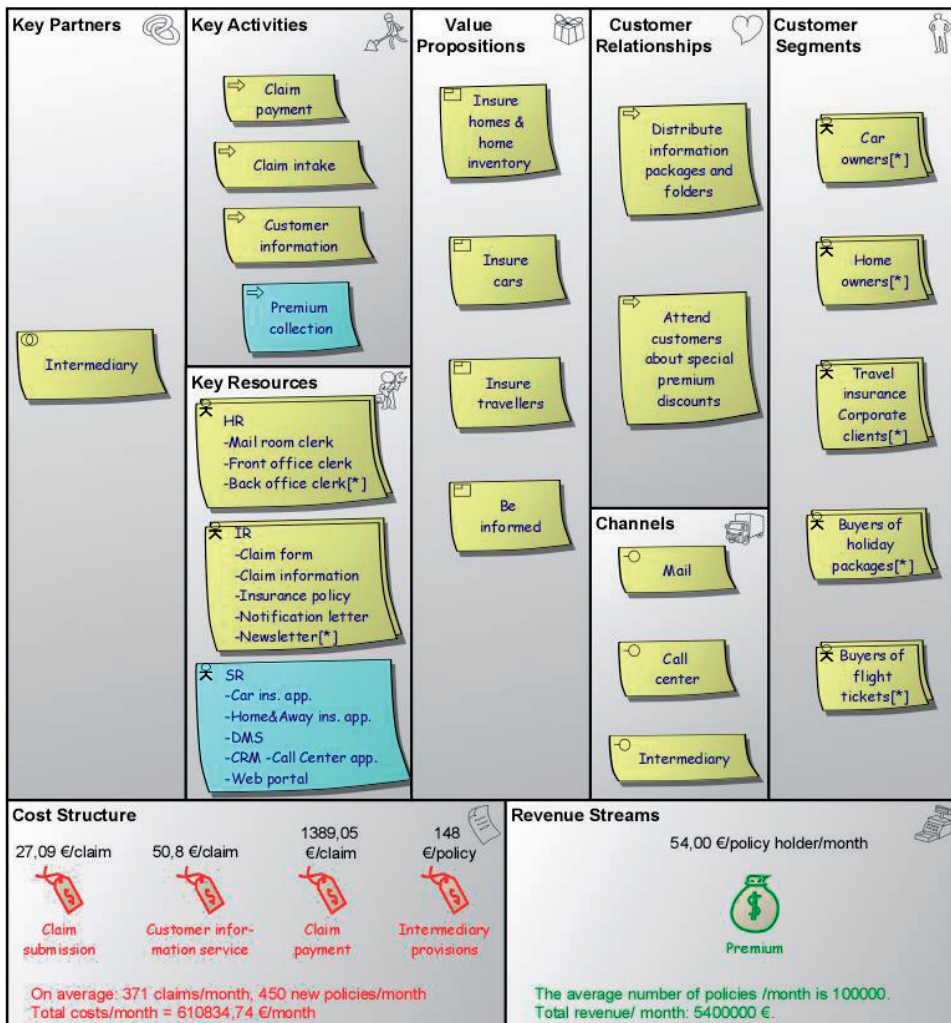 Key Partners
Intermediary
Key Activities
Claim
payment
Claim intake
Customer
information
Premium
collection
Key Resources
HR
-Mail room clerk
-Front office clerk
-Back office clerk[*]
IR
-Claim form
-Claim information
-Insurance policy
-Notification letter
-Newsletter[*]
SR
-Car ins. app.
-Home&Away ins. app.
-DMS
-CRM -Call Center app.
-Web portal
Value
Propositions
Insure
homes &
home
inventory
Insure
cars
Insure
travellers
Be
informed
Customer
Relationships
Distribute
information
packages and
folders
Attend
customers
about special
premium
discounts
Channels
Mail
Call
center
Intermediary
Customer
Segments
Car
owners[*]
Home
owners[*]
Travel
insurance
Corporate
clients[*]
Buyers of
holiday
packages[*]
Buyers of
flight
tickets[*]
Cost Structure
27,09 €/claim
Claim
submission
50,8 €/claim
Customer infor-
mation service
1389,05
€/claim
Claim
payment
148
€/policy
Intermediary
provisions
On average: 371 claims/month, 450 new policies/month
Total costs/month = 610834,74 €/month
Revenue Streams
54,00 €/policy holder/month
$
Premium
The average number of policies /month is 100000.
Total revenue/ month: 5400000 €.